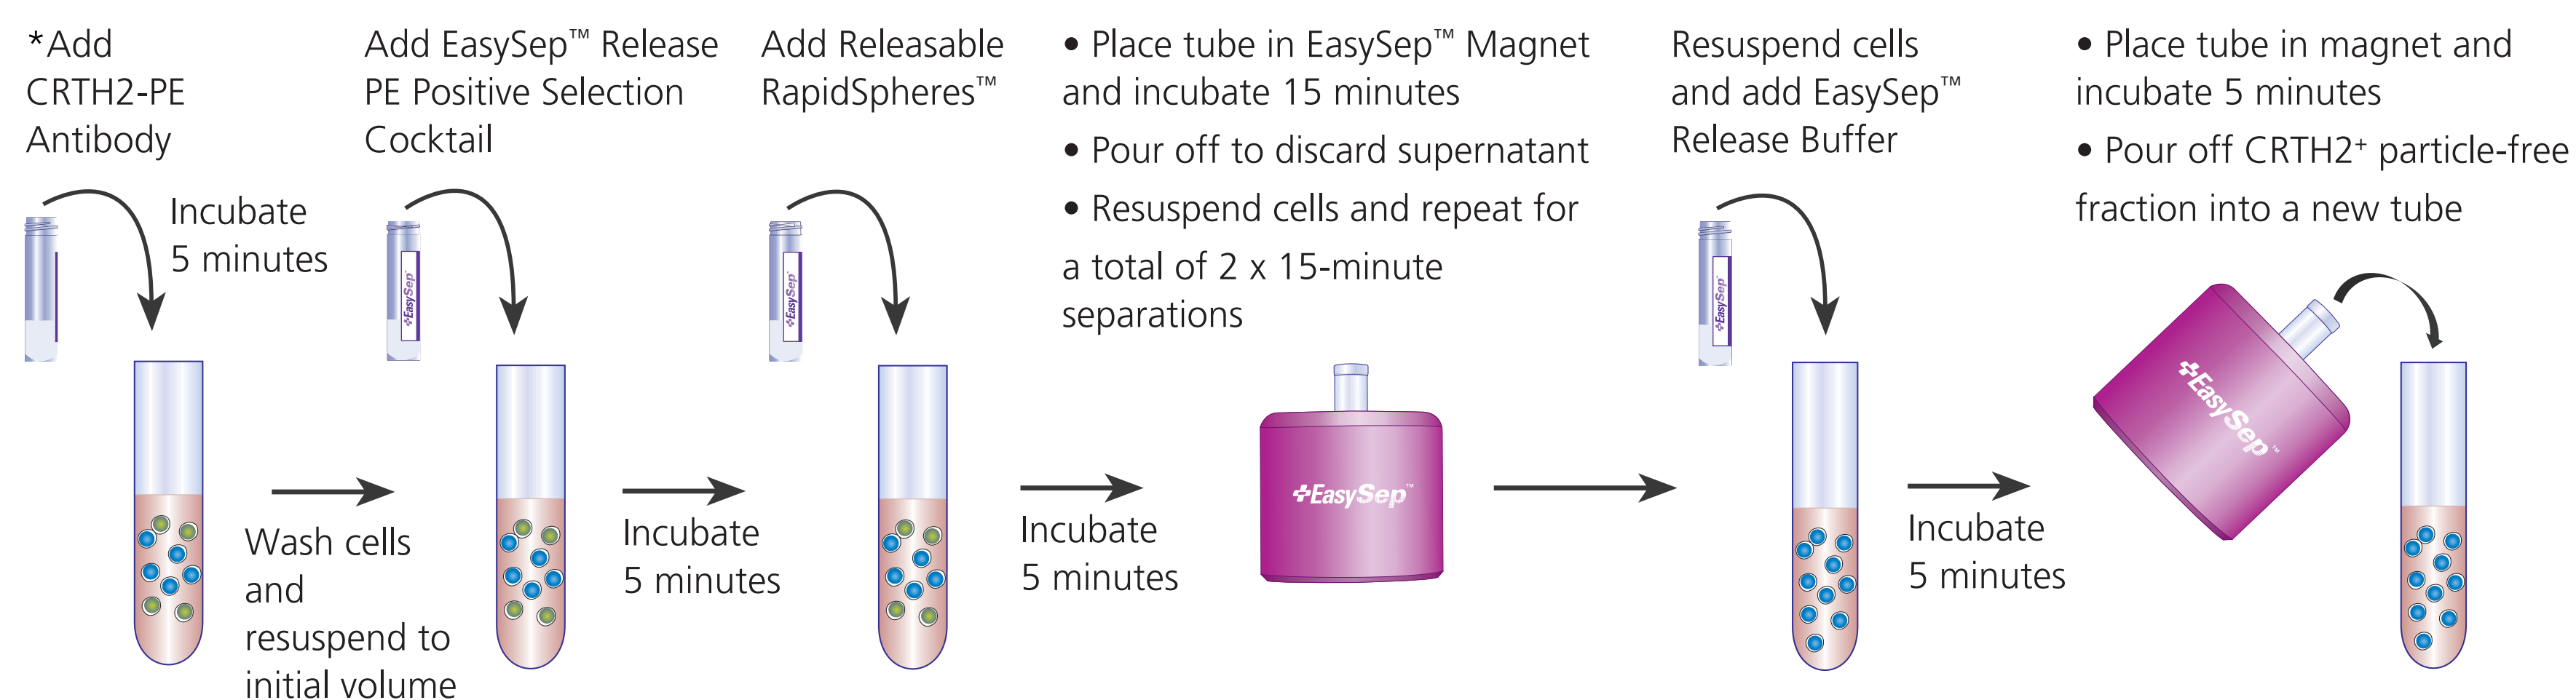 *Add
CRTH2-PE
Antibody
Incubate
5 minutes
Wash cells
and
resuspend to
initial volume
Add EasySep™ Release
PE Positive Selection
Cocktail
EasySep™
Incubate
5 minutes
Add Releasable
RapidSpheres™
EasySep™
Incubate
5 minutes
• Place tube in EasySep™ Magnet
and incubate 15 minutes
• Pour off to discard supernatant
• Resuspend cells and repeat for
a total of 2 x 15-minute
separations
EasySep™
Resuspend cells
and add EasySep™
Release Buffer
EasySep™
Incubate
5 minutes
• Place tube in magnet and
incubate 5 minutes
• Pour off CRTH2⁺ particle-free
fraction into a new tube
EasySep™